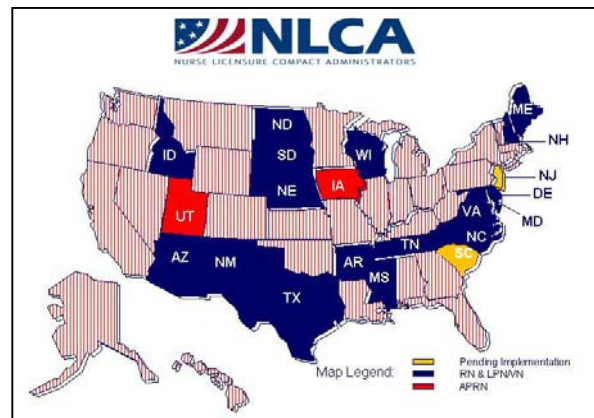 NLCA
NURSE LICENSURE COMPACT ADMINISTRATORS
ME
ND
NH
ID
SD
WI
NJ
NE
IA
DE
UT
VA
MD
NC
TN
AZ
NM
AR
SC
MS
TX
Pending Implementation
Map Legend:
RN & LPN/VN
APRN